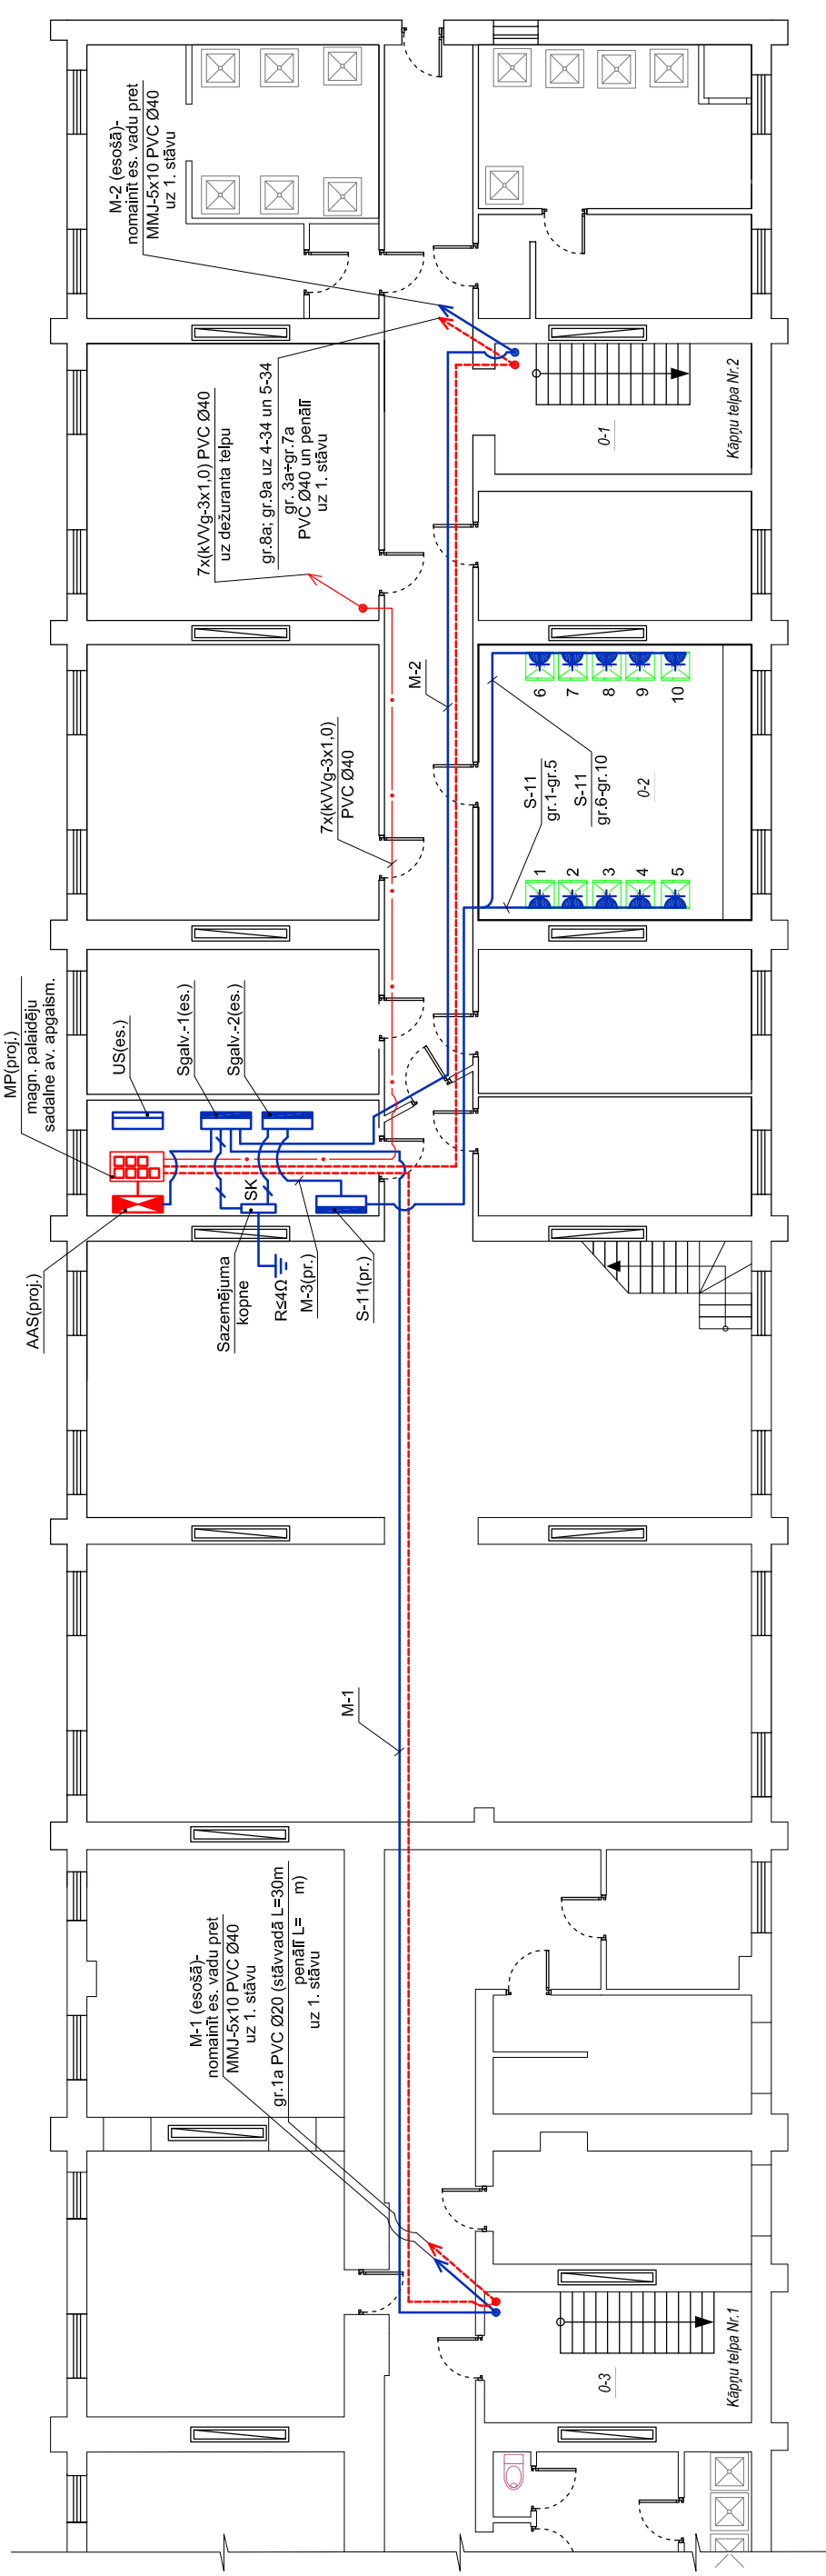 M-2 (esošā)-
nomainīt es. vadu pret
MMJ-5x10 PVC Ø40
uz 1. stāvu
7x(kVVg-3x1,0) PVC Ø40
uz dežuranta telpu
gr.8a; gr.9a uz 4-34 un 5-34
gr. 3a÷gr.7a
PVC Ø40 un penālī
uz 1. stāvu
0-1
Kāpņu telpa Nr.2
M-2
7x(kVVg-3x1,0)
PVC Ø40
6
7
8
9
10
S-11
gr.1-gr.5
S-11
gr.6-gr.10
0-2
1
2
3
4
5
MP(proj.)
magn. palaidēju
sadalne av. apgaism.
US(es.)
Sgalv.-1(es.)
Sgalv.-2(es.)
SK
AAS(proj.)
Sazemējuma
kopne
R≤4Ω
M-3(pr.)
S-11(pr.)
M-1
M-1 (esošā)-
nomainīt es. vadu pret
MMJ-5x10 PVC Ø40
uz 1. stāvu
gr.1a PVC Ø20 (stāvvadā L=30m
penālī L= m)
uz 1. stāvu
0-3
Kāpņu telpa Nr.1